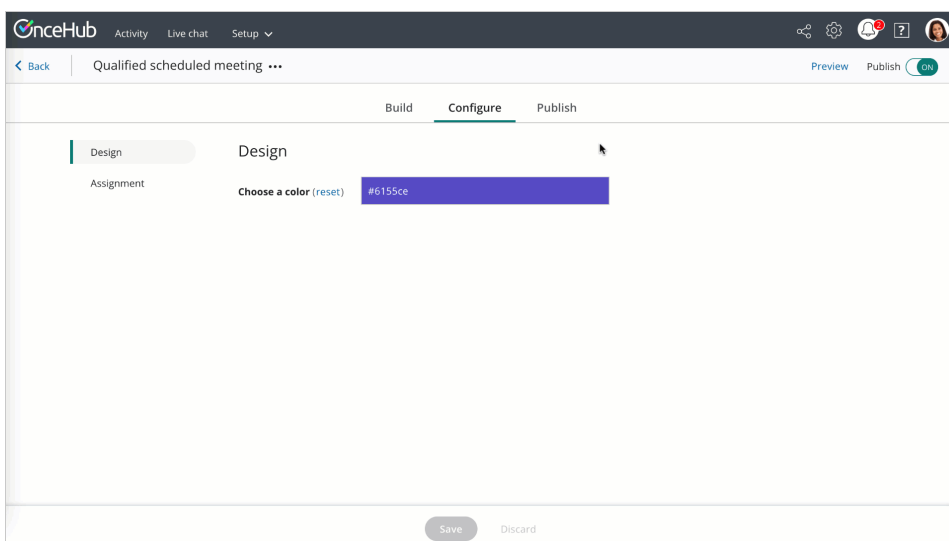 OnceHub Activity Live chat Setup 2 ?
Back Qualified scheduled meeting ••• Preview Publish ON
Build Configure Publish
Design Design
Assignment
Choose a color (reset) #6155ce
Save Discard